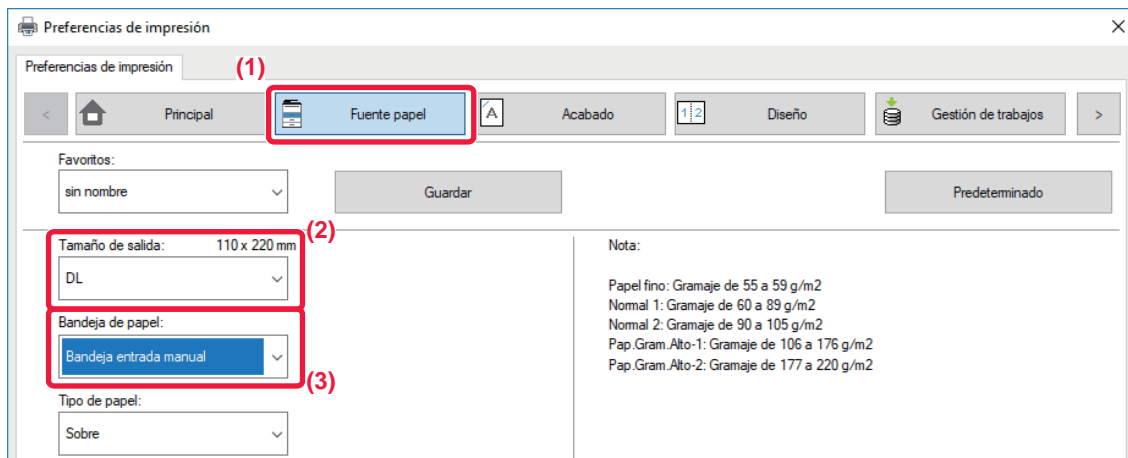 Preferencias de impresión
Preferencias de impresión
(1)
< Principal Fuente papel A Acabado 1 2 Diseño Gestión de trabajos >
Favoritos:
sin nombre Guardar Predeterminado
(2)
Tamaño de salida: 110 x 220 mm
DL
Bandeja de papel:
Bandeja entrada manual
(3)
Tipo de papel:
Sobre
Nota:
Papel fino: Gramaje de 55 a 59 g/m2
Normal 1: Gramaje de 60 a 89 g/m2
Normal 2: Gramaje de 90 a 105 g/m2
Pap.Gram.Alto-1: Gramaje de 106 a 176 g/m2
Pap.Gram.Alto-2: Gramaje de 177 a 220 g/m2